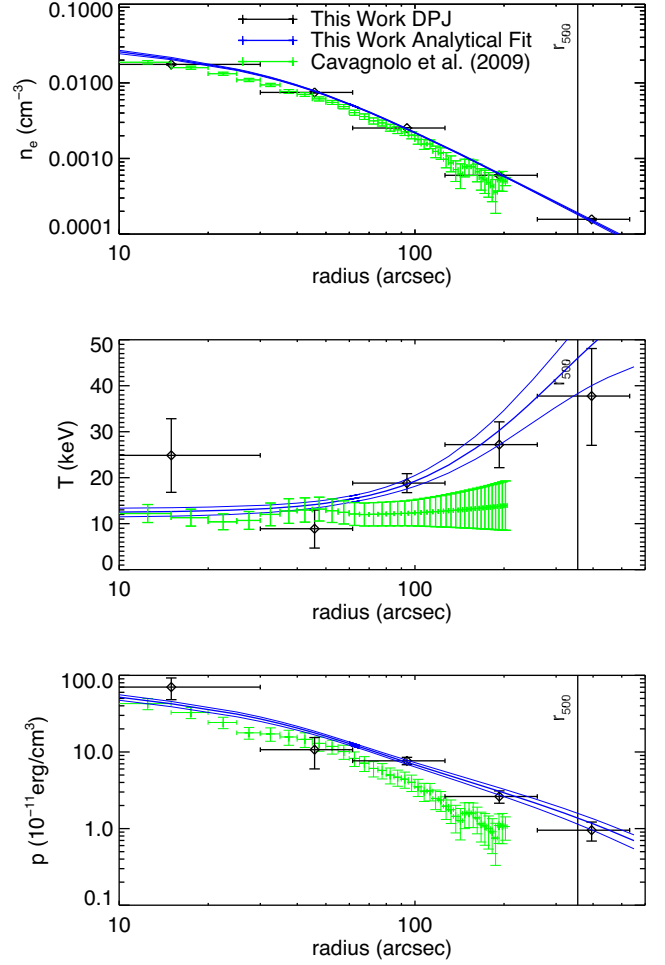 This Work DPJ
This Work Analytical Fit
Cavagnolo et al. (2009)
r500
0.1000
0.0100
0.0010
0.0001
ne (cm−3)
10
100
radius (arcsec)
r500
50
40
30
20
10
0
T (keV)
10
100
radius (arcsec)
r500
100.0
10.0
1.0
0.1
p (10−11erg/cm3)
10
100
radius (arcsec)